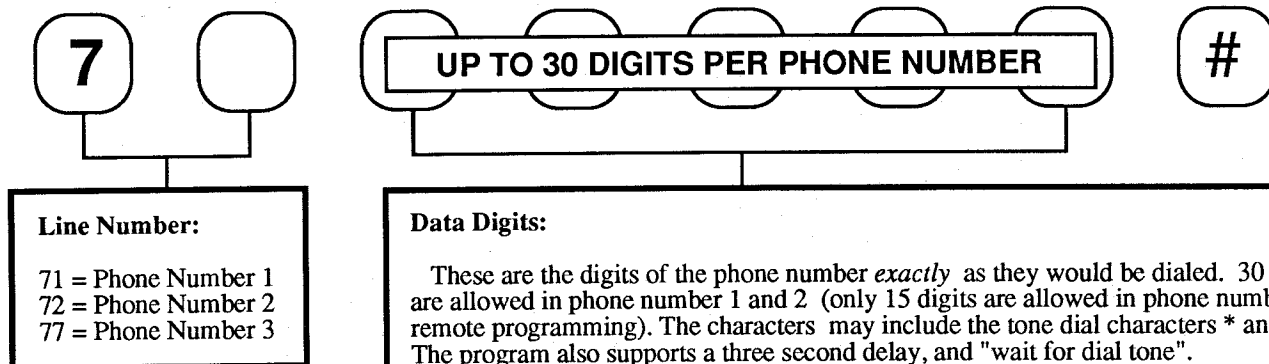 7
UP TO 30 DIGITS PER PHONE NUMBER
#
Line Number:
71 = Phone Number 1
72 = Phone Number 2
77 = Phone Number 3
Data Digits:
These are the digits of the phone number exactly as they would be dialed. 30
are allowed in phone number 1 and 2 (only 15 digits are allowed in phone
remote programming). The characters may include the tone dial characters *
The program also supports a three second delay, and "wait for dial tone".